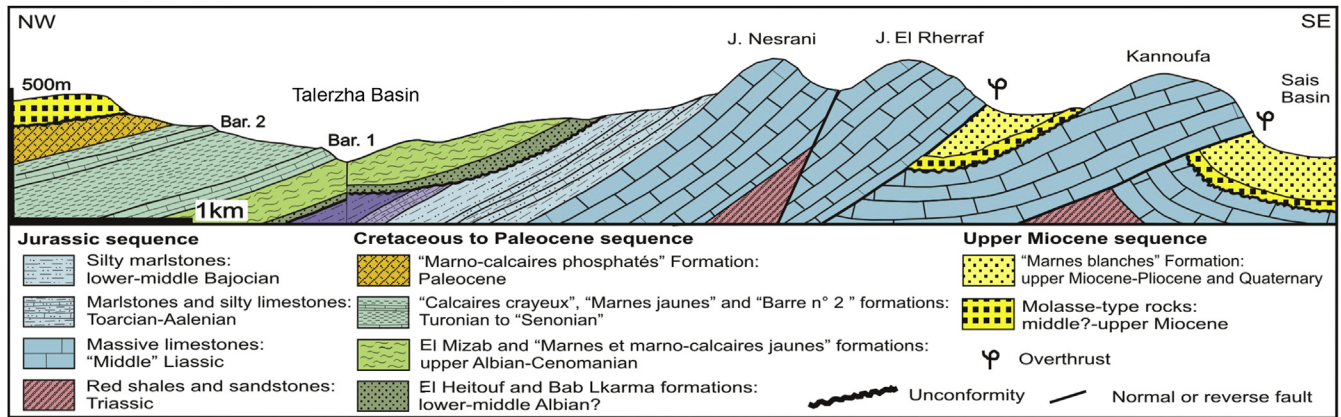 NW
SE
J. Nesrani
J. El Rherraf
Kannoufa
Sais
Basin
500m
Talerzha Basin
φ
φ
Bar. 2
Bar. 1
1km
Jurassic sequence
Silty marlstones:
lower-middle Bajocian
Marlstones and silty limestones:
Toarcian-Aalenian
Massive limestones:
“Middle” Liassic
Red shales and sandstones:
Triassic
Cretaceous to Paleocene sequence
“Marno-calcaires phosphatés” Formation:
Paleocene
“Calcaires crayeux”, “Marnes jaunes” and “Barre n° 2 ” formations:
Turonian to “Senonian”
El Mizab and “Marnes et marno-calcaires jaunes” formations:
upper Albian-Cenomanian
El Heitouf and Bab Lkarma formations:
lower-middle Albian?
Upper Miocene sequence
“Marnes blanches” Formation:
upper Miocene-Pliocene and Quaternary
Molasse-type rocks:
middle?-upper Miocene
φ Overthrust
Unconformity
Normal or reverse fault